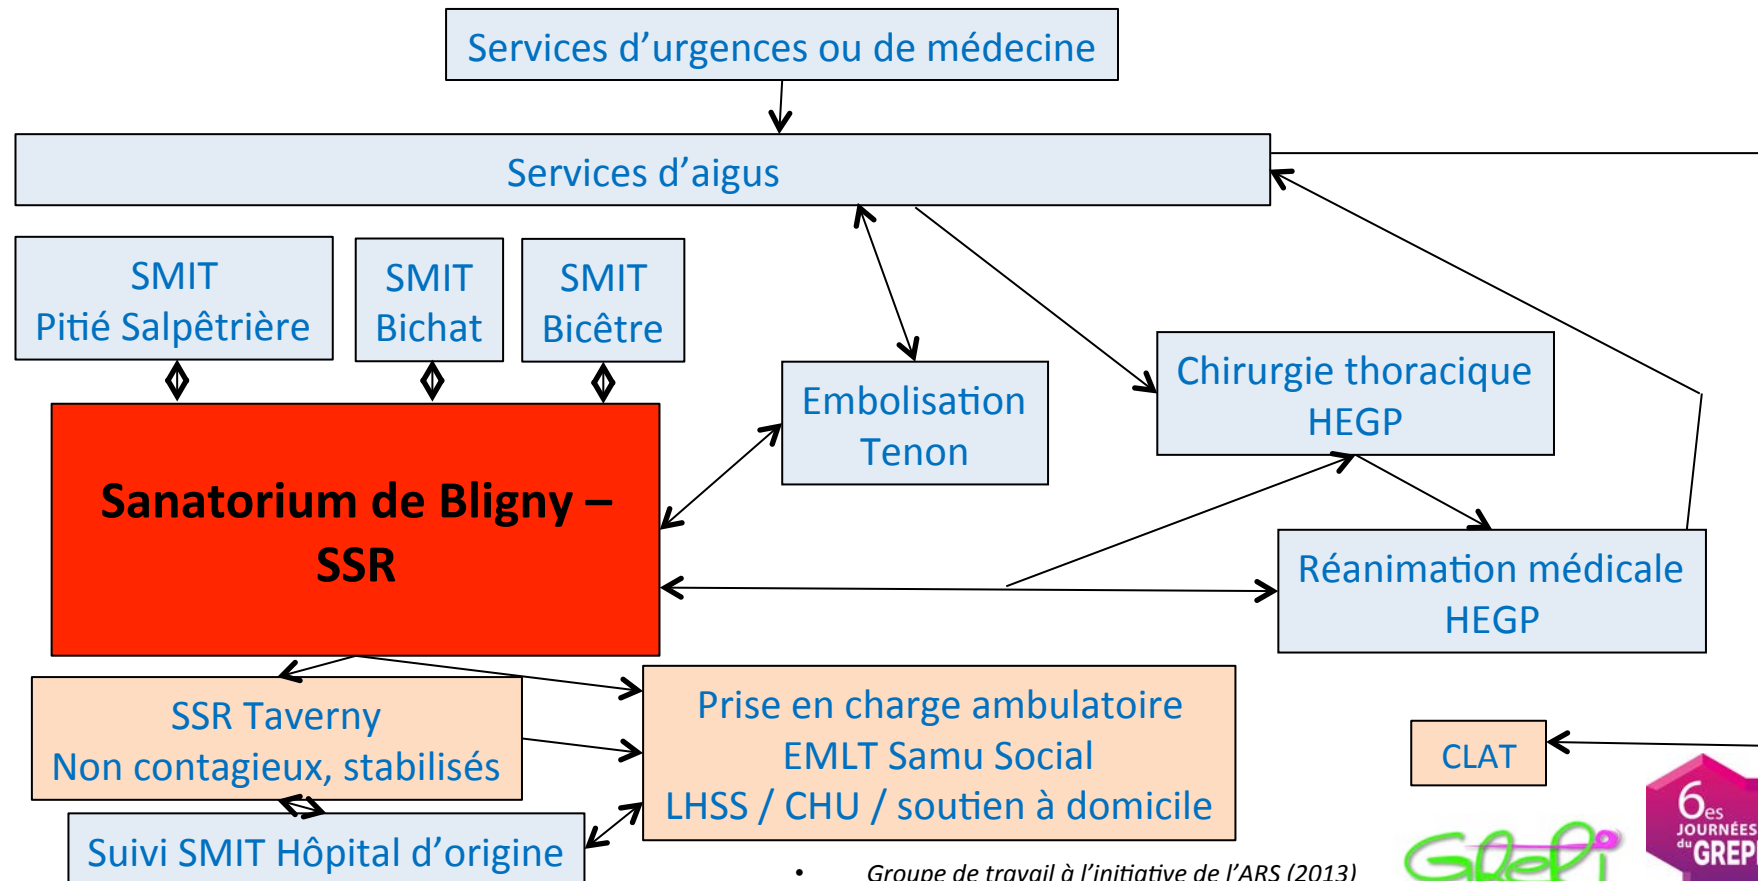 Services d’urgences ou de médecine
Services d’aigus
SMIT
Pitié Salpêtrière
SMIT
Bichat
SMIT
Bicêtre
Embolisation
Tenon
Chirurgie thoracique
HEGP
Sanatorium de Bligny –
SSR
Réanimation médicale
HEGP
SSR Taverny
Non contagieux, stabilisés
Prise en charge ambulatoire
EMLT Samu Social
LHSS / CHU / soutien à domicile
CLAT
Suivi SMIT Hôpital d’origine
• Groupe de travail à l’initiative de l’ARS (2013)
GRePi
6es
JOURNÉES
du GREPI